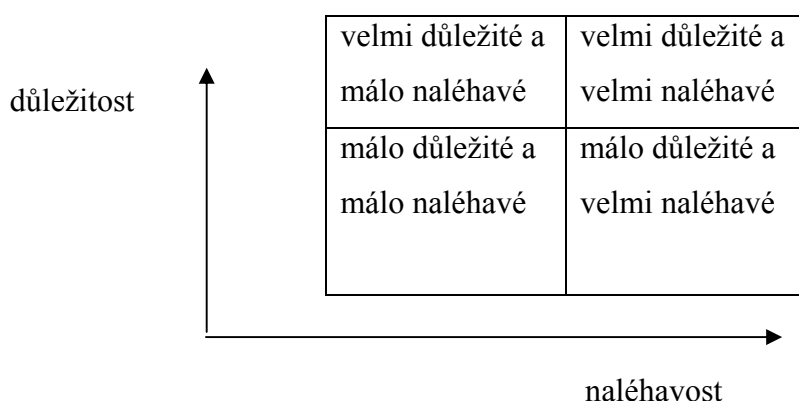 důležitost
velmi důležité a
málo naléhavé
velmi důležité a
velmi naléhavé
málo důležité a
málo naléhavé
málo důležité a
velmi naléhavé
naléhavost